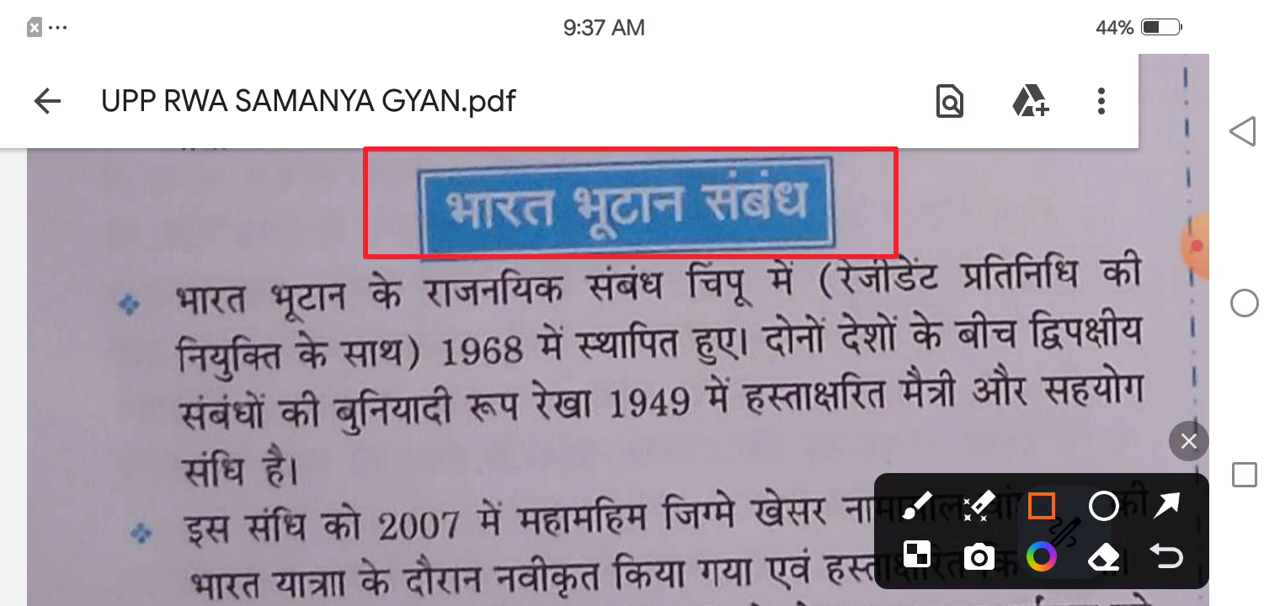 9:37 AM
44%
UPP RWA SAMANYA GYAN.pdf
भारत भूटान संबंध
भारत भूटान के राजनयिक संबंध चिंपू में (रेजीडेंट प्रतिनिधि की
नियुक्ति के साथ) 1968 में स्थापित हुए। दोनों देशों के बीच द्विपक्षीय
संबंधों की बुनियादी रूप रेखा 1949 में हस्ताक्षरित मैत्री और सहयोग
संधि है।
इस संधि को 2007 में महामहिम जिग्मे खेसर की
भारत यात्राा के दौरान नवीकृत किया गया एवं